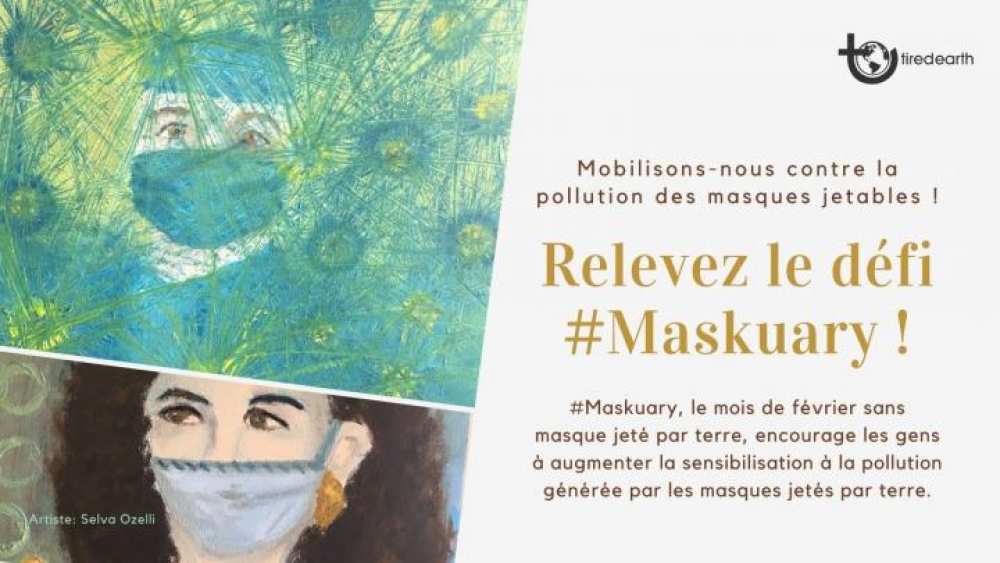 tiredearth
Mobilisons-nous contre la
pollution des masques jetables !
Relevez le défi
#Maskuary !
#Maskuary, le mois de février sans
masque jeté par terre, encourage les gens
à augmenter la sensibilisation à la pollution
générée par les masques jetés par terre.
Artiste: Selva Ozelli